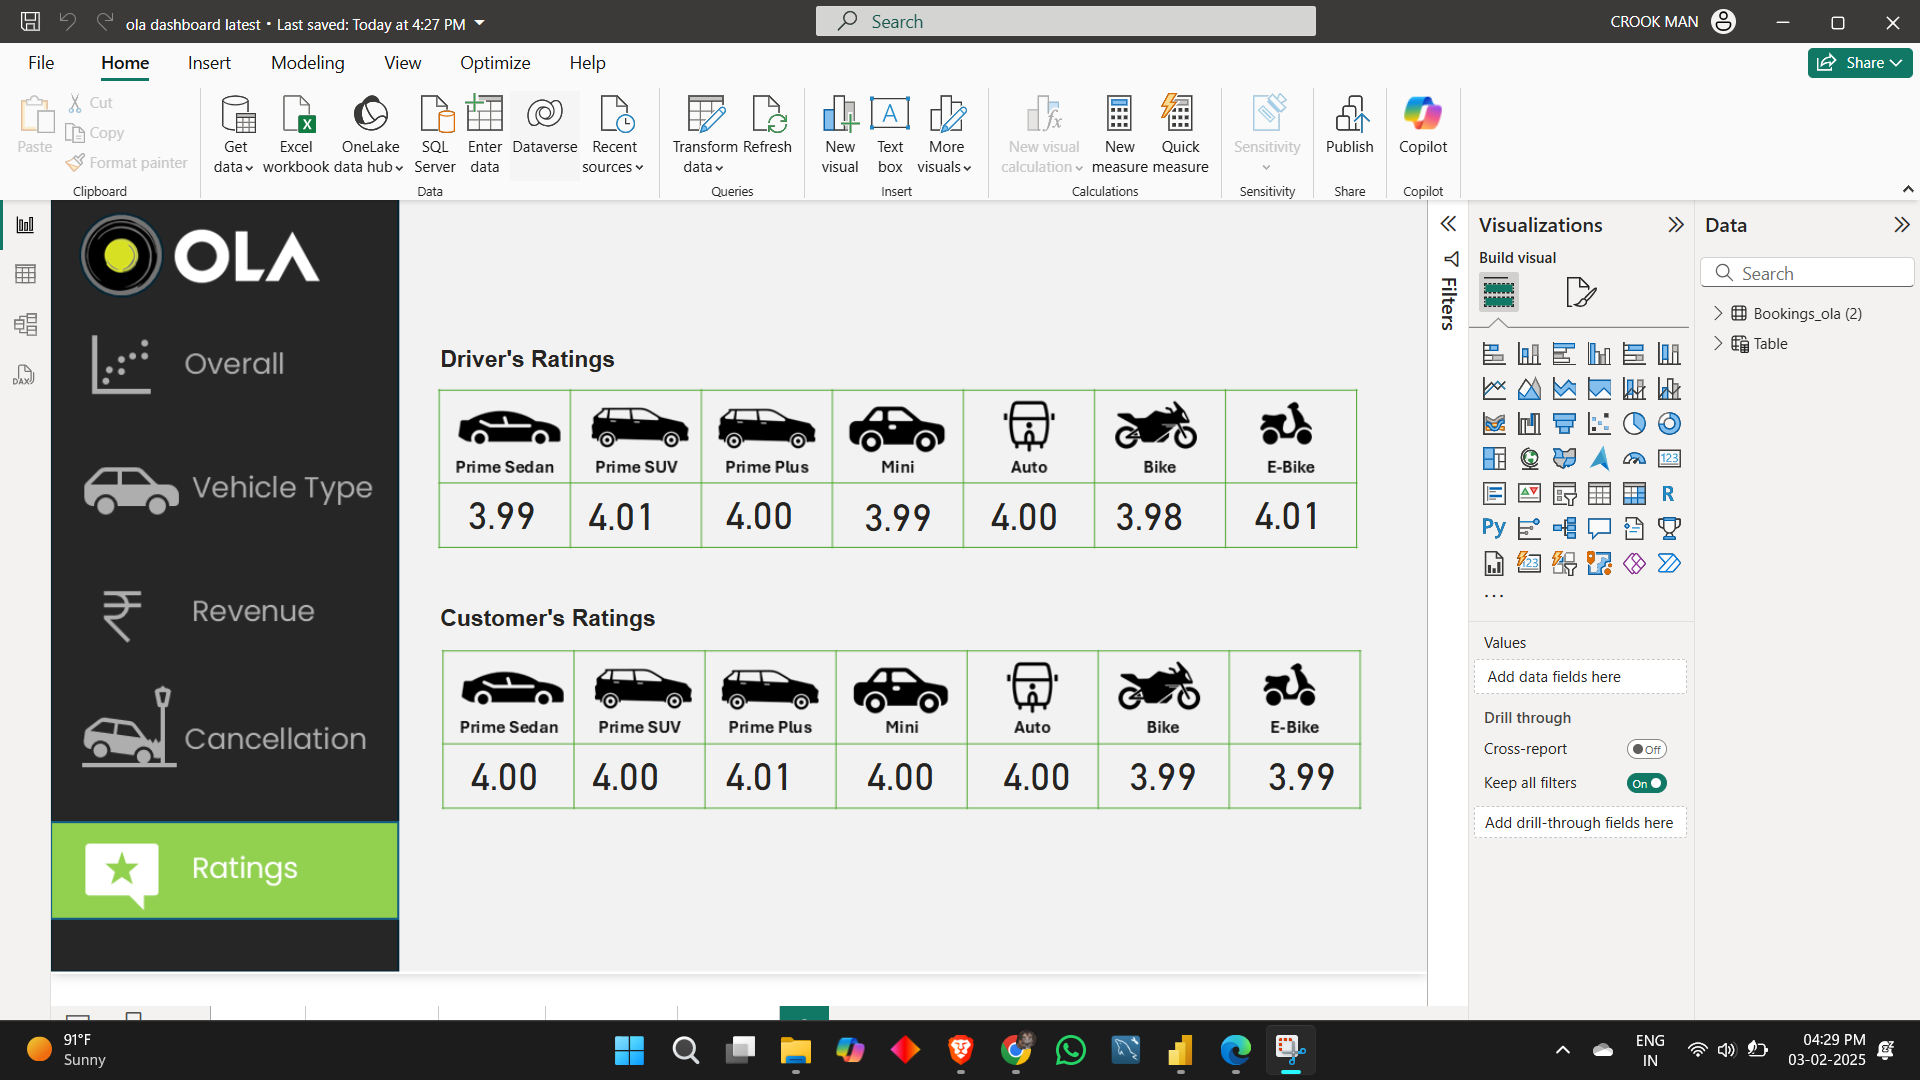 ola dashboard latest • Last saved: Today at 4:27 PM
Search
CROOK MAN
File
Home
Insert
Modeling
View
Optimize
Help
Share
Paste
Cut
Copy
Format painter
Clipboard
Get data
Excel workbook
OneLake data hub
SQL Server
Enter data
Dataverse
Recent sources
Data
Transform data
Refresh
Queries
New visual
Text box
More visuals
Insert
New visual calculation
New measure
Quick measure
Calculations
Sensitivity
Sensitivity
Publish
Share
Copilot
Copilot
OLA
Overall
Vehicle Type
Revenue
Cancellation
Ratings
Driver's Ratings
Prime Sedan Prime SUV Prime Plus Mini Auto Bike E-Bike
3.99 4.01 4.00 3.99 4.00 3.98 4.01
Customer's Ratings
Prime Sedan Prime SUV Prime Plus Mini Auto Bike E-Bike
4.00 4.00 4.01 4.00 4.00 3.99 3.99
Filters
Visualizations
Build visual
123
R
Py
123
...
Values
Add data fields here
Drill through
Cross-report
Off
Keep all filters
On
Add drill-through fields here
Data
Search
Bookings_ola (2)
Table
DAX
91°F
Sunny
ENG
IN
04:29 PM
03-02-2025